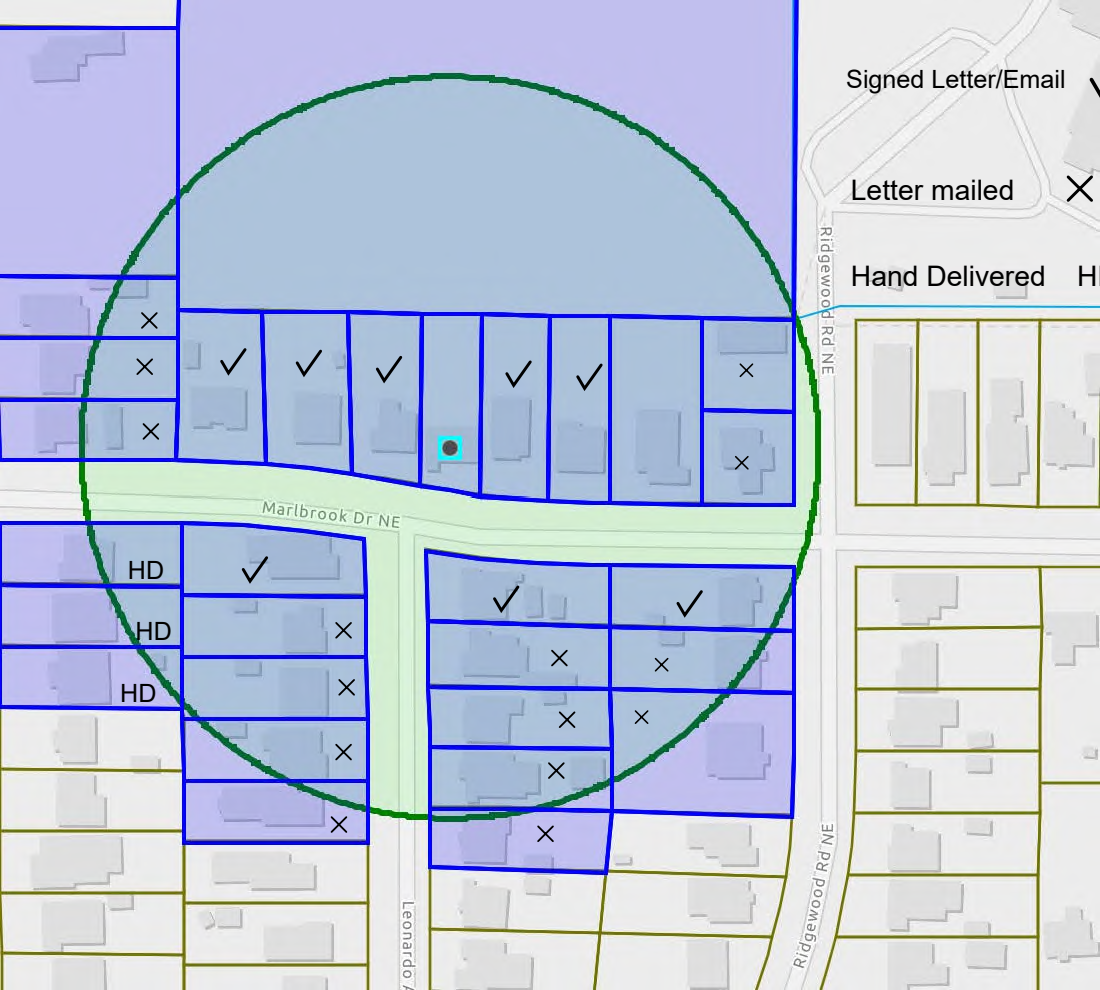 Signed Letter/Email
Letter mailed
Hand Delivered
Ridgewood Rd NE
Marlbrook Dr NE
HD
HD
HD
Ridgewood Rd NE
Leonardo